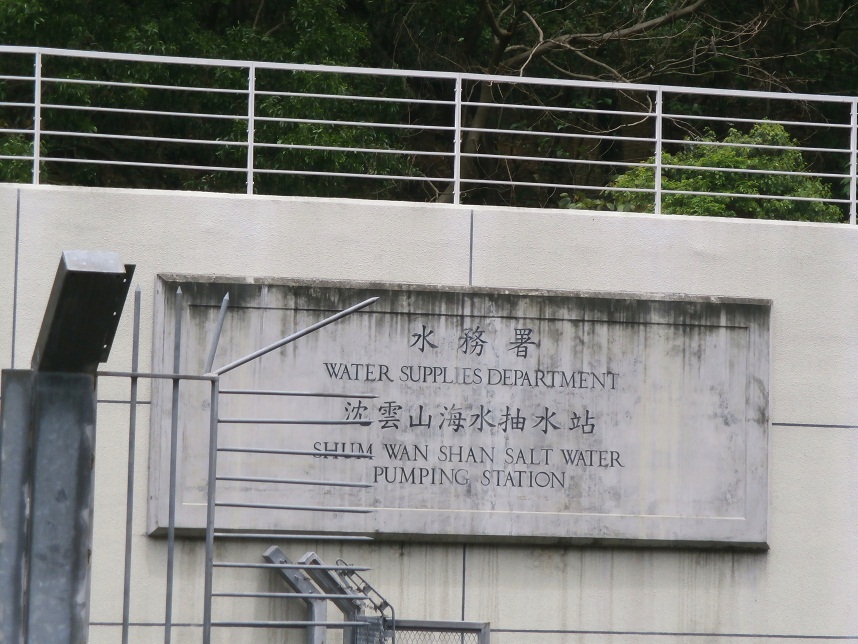 水務署
WATER SUPPLIES DEPARTMENT
沈雲山海水抽水站
SHUM WAN SHAN SALT WATER
PUMPING STATION